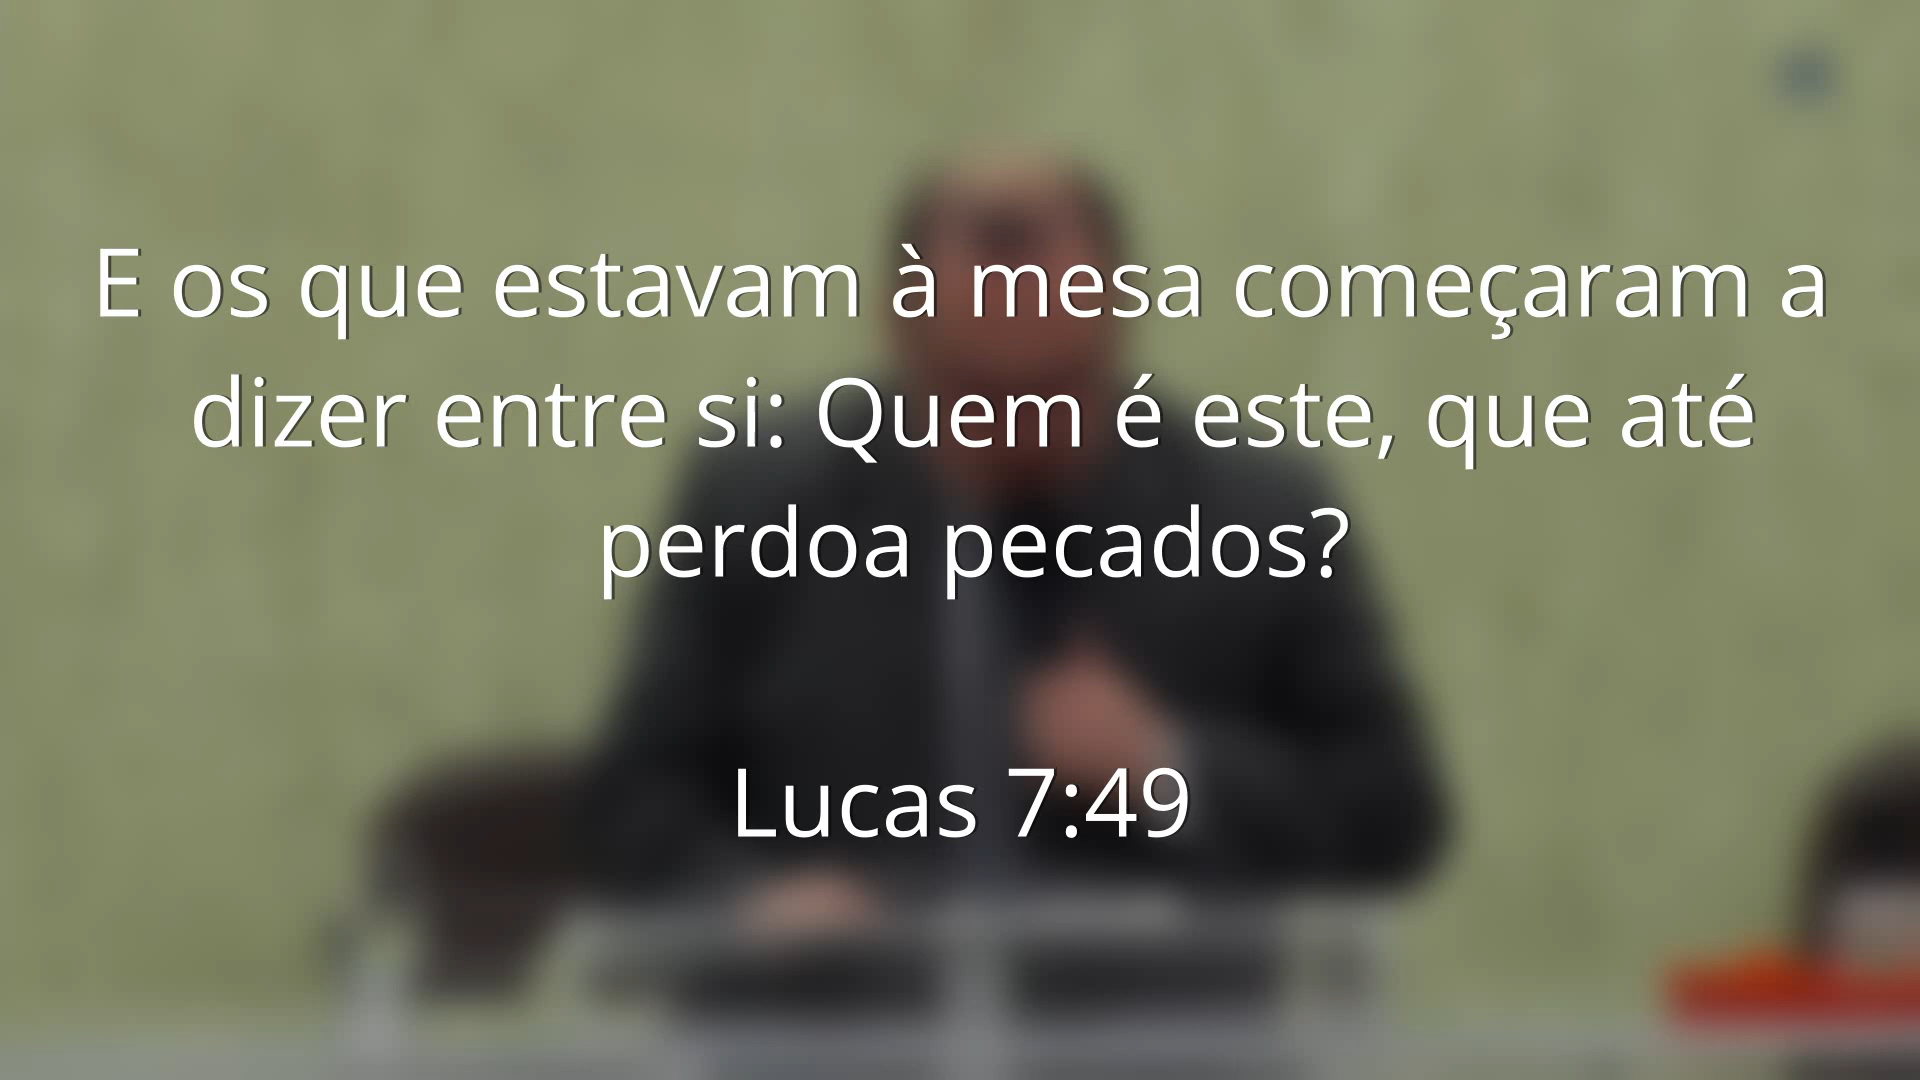 E os que estavam à mesa começaram a
dizer entre si: Quem é este, que até
perdoa pecados?
Lucas 7:49